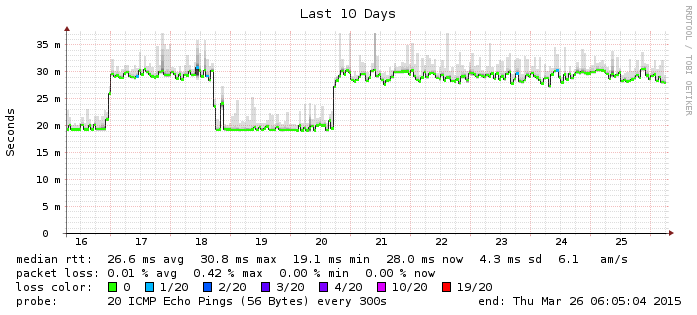 Last 10 Days
RRDTOOL / TOBI OETIKER
Seconds
35 m
30 m
25 m
20 m
15 m
10 m
5 m
0
16 17 18 19 20 21 22 23 24 25
median rtt: 26.6 ms avg 30.8 ms max 19.1 ms min 28.0 ms now 4.3 ms sd 6.1 am/s
packet loss: 0.01 % avg 0.42 % max 0.00 % min 0.00 % now
loss color: 0 1/20 2/20 3/20 4/20 10/20 19/20
probe: 20 ICMP Echo Pings (56 Bytes) every 300s end: Thu Mar 26 06:05:04 2015